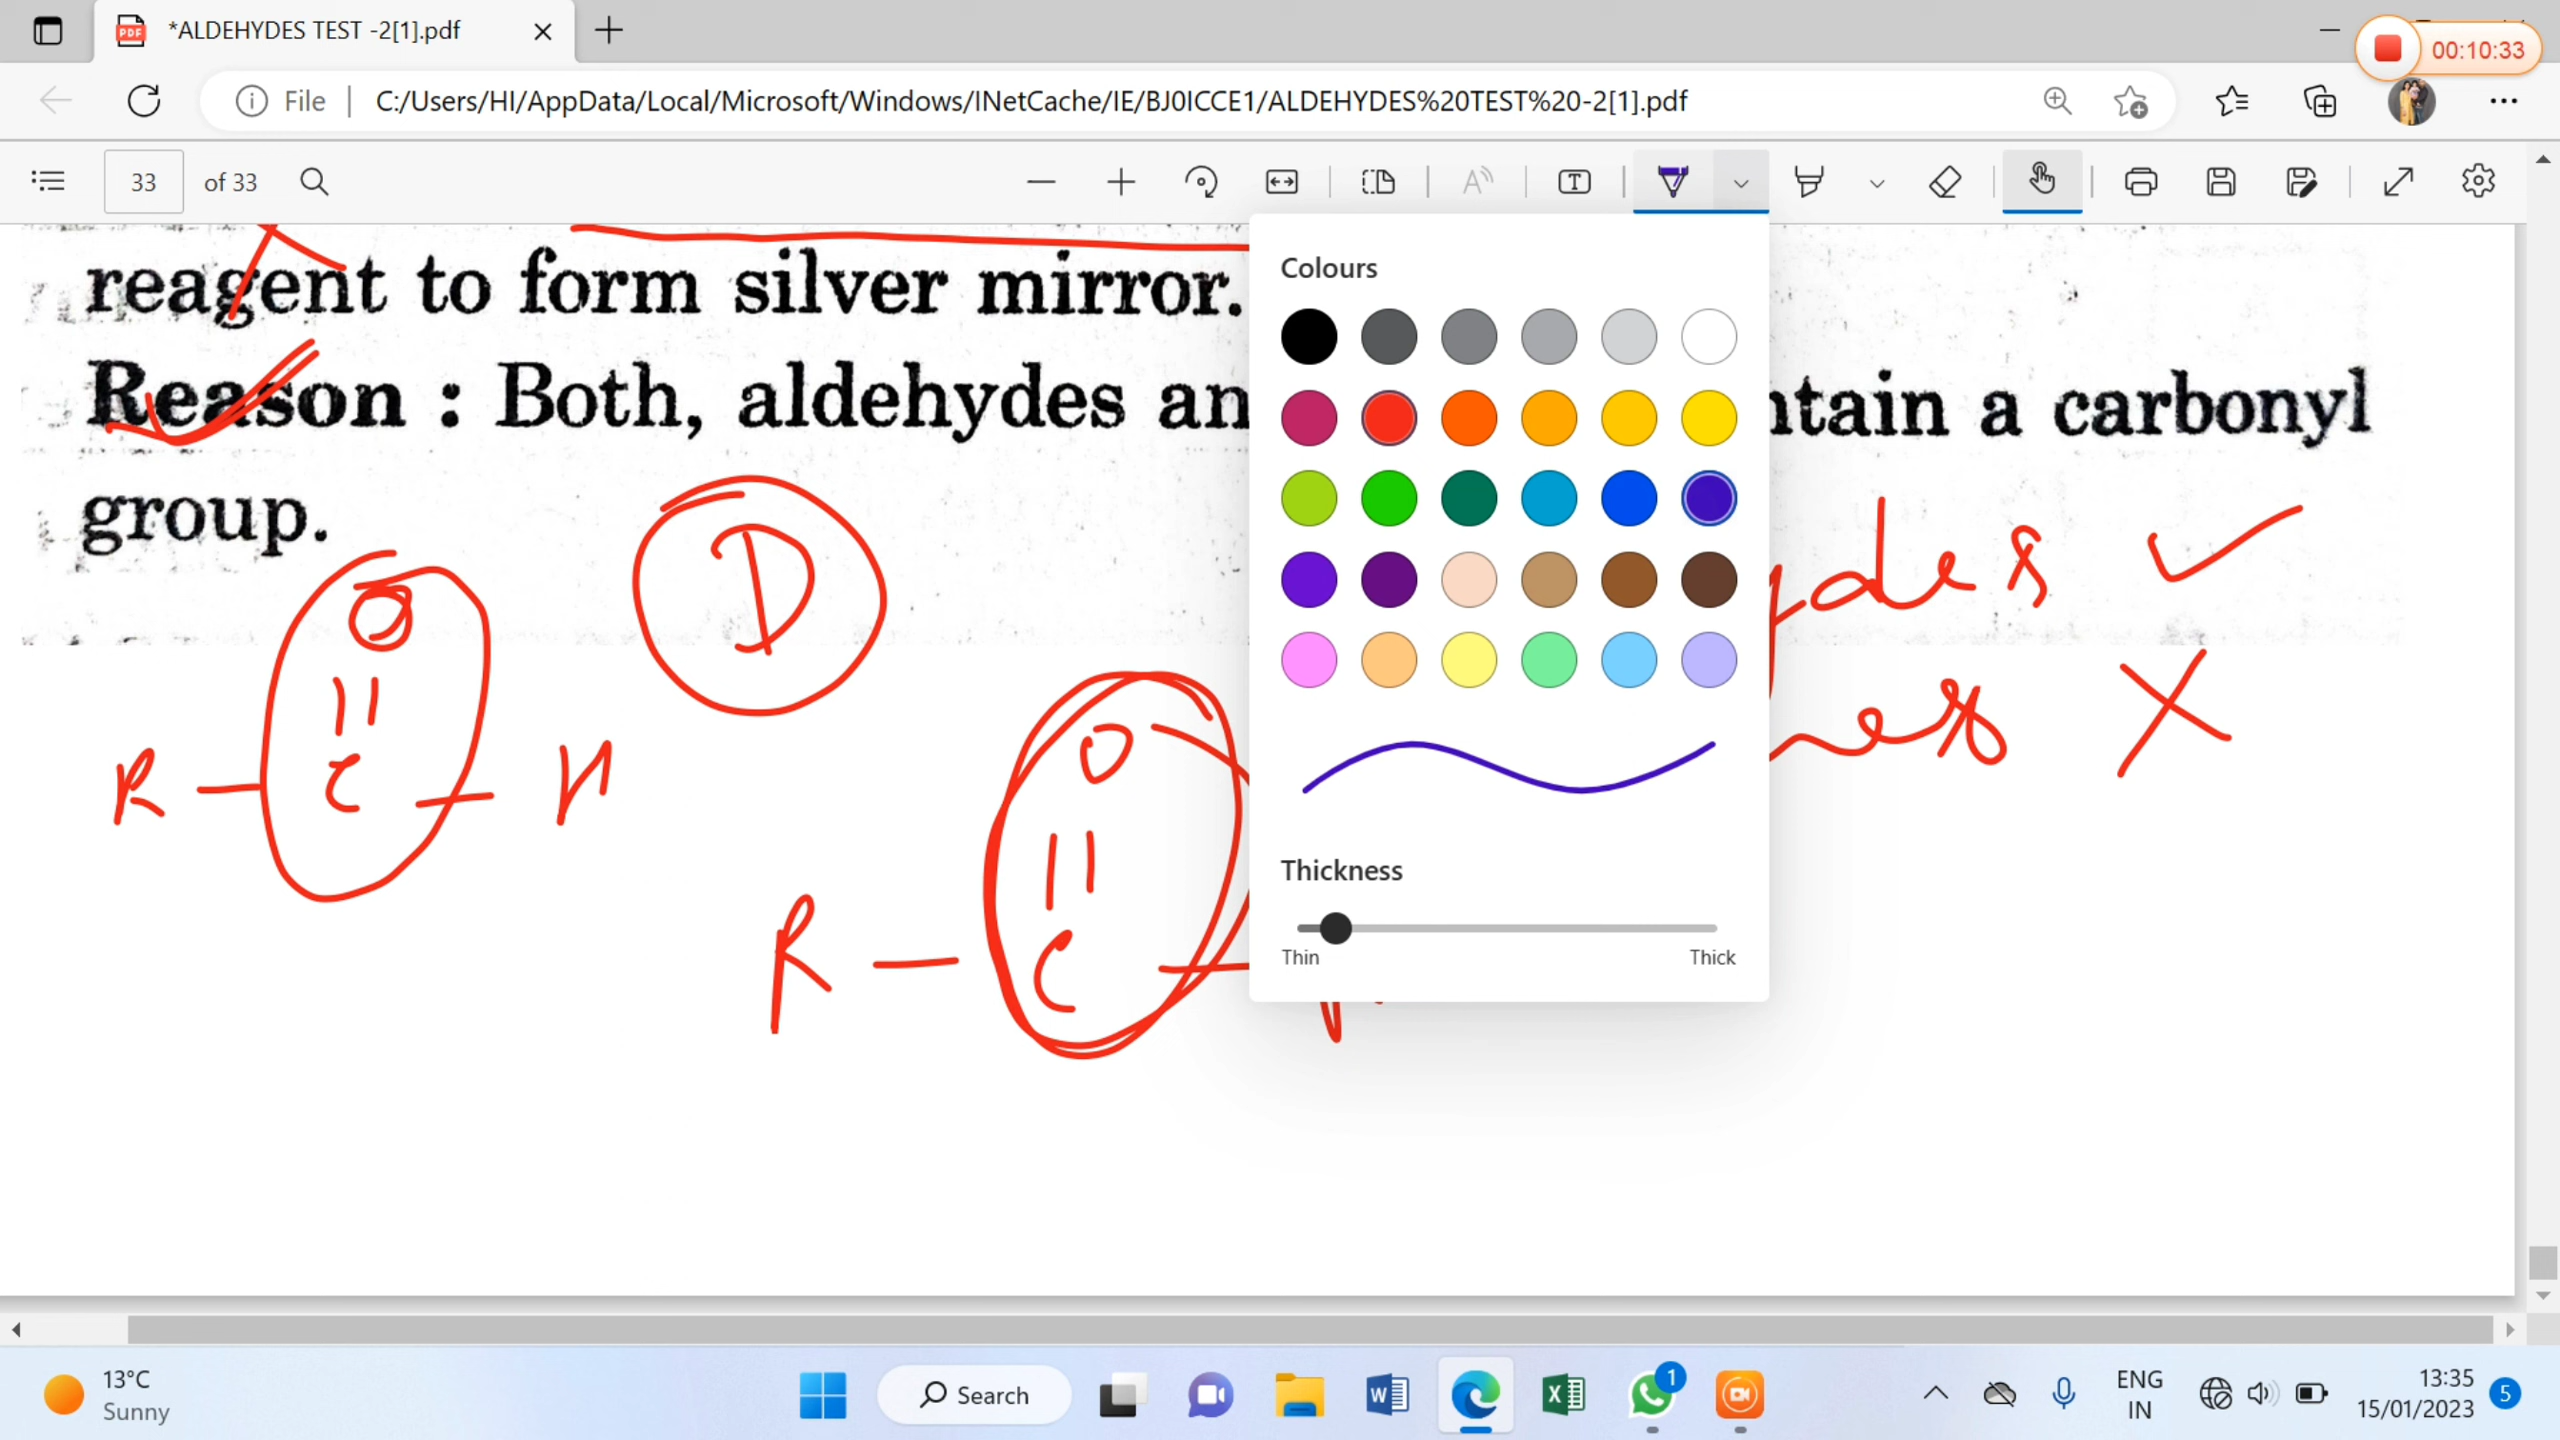 *ALDEHYDES TEST -2[1].pdf
00:10:33
File | C:/Users/HI/AppData/Local/Microsoft/Windows/INetCache/IE/BJ0ICCE1/ALDEHYDES%20TEST%20-2[1].pdf
33 of 33
reagent to form silver mirror.
Reason : Both, aldehydes an
ntain a carbonyl
group.
Colours
Thickness
Thin Thick
D
O
||
R — C — H
O
||
R — C —
13°C
Sunny
Search
1
ENG
IN
13:35
15/01/2023
5